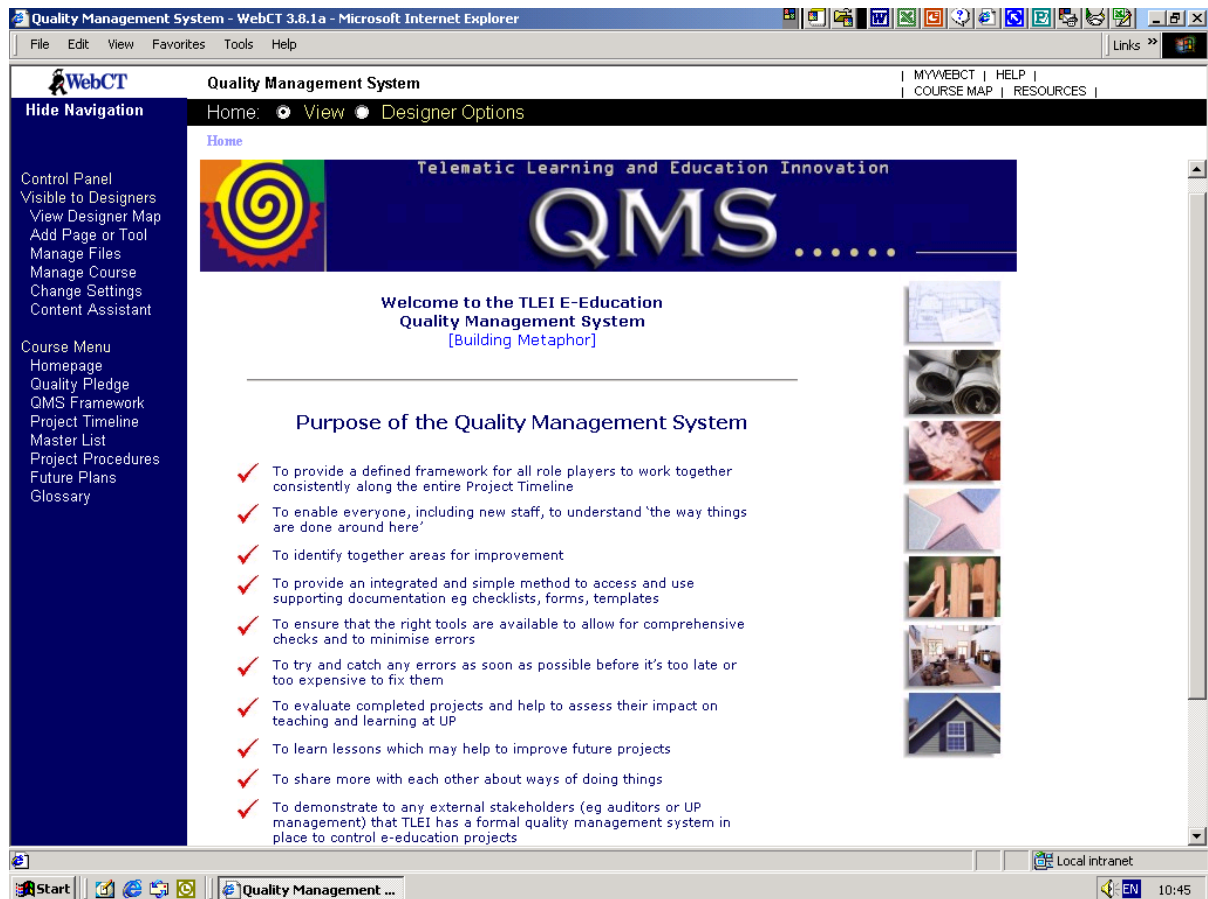 Quality Management System - WebCT 3.8.1a - Microsoft Internet Explorer
File Edit View Favorites Tools Help
Links »
WebCT
Quality Management System
| MYWEBCT | HELP |
| COURSE MAP | RESOURCES |
Hide Navigation
Home: View Designer Options
Home
Control Panel
Visible to Designers
View Designer Map
Add Page or Tool
Manage Files
Manage Course
Change Settings
Content Assistant
Course Menu
Homepage
Quality Pledge
QMS Framework
Project Timeline
Master List
Project Procedures
Future Plans
Glossary
Telematic Learning and Education Innovation
QMS......
Welcome to the TLEI E-Education
Quality Management System
[Building Metaphor]
Purpose of the Quality Management System
To provide a defined framework for all role players to work together
consistently along the entire Project Timeline
To enable everyone, including new staff, to understand ‘the way things
are done around here’
To identify together areas for improvement
To provide an integrated and simple method to access and use
supporting documentation eg checklists, forms, templates
To ensure that the right tools are available to allow for comprehensive
checks and to minimise errors
To try and catch any errors as soon as possible before it’s too late or
too expensive to fix them
To evaluate completed projects and help to assess their impact on
teaching and learning at UP
To learn lessons which may help to improve future projects
To share more with each other about ways of doing things
To demonstrate to any external stakeholders (eg auditors or UP
management) that TLEI has a formal quality management system in
place to control e-education projects
Local intranet
Start
Quality Management ...
EN 10:45